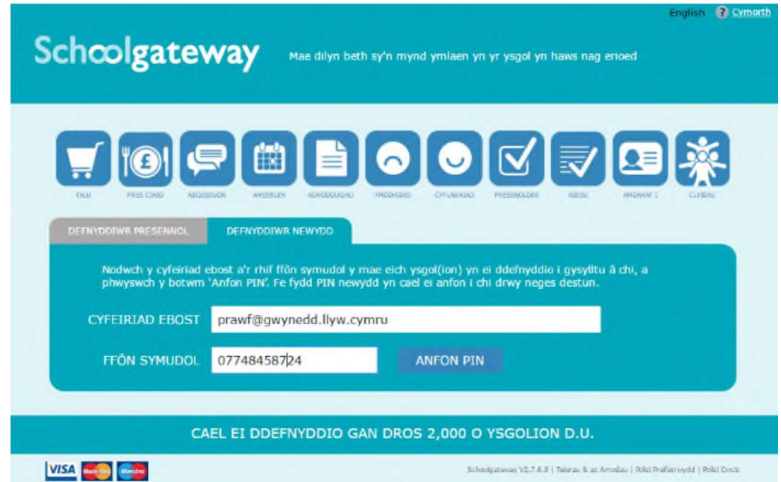 English ? Cymorth
Schoolgateway
Mae dilyn beth sy'n mynd ymlaen yn yr ysgol yn haws nag erioed
TALU PRES CINIO NEGESEUON AMSERLEN ADRODDIADAU YMDDYGIAD CYFLAWNIAD PRESENOLDEB ASESU AMDANAF I CLYBIAU
DEFNYDDIWR PRESENNOL DEFNYDDIWR NEWYDD
Nodwch y cyfeiriad ebost a'r rhif ffôn symudol y mae eich ysgol(ion) yn ei ddefnyddio i gysylltu â chi, a
phwyswch y botwm 'Anfon PIN'. Fe fydd PIN newydd yn cael ei anfon i chi drwy neges destun.
CYFEIRIAD EBOST prawf@gwynedd.llyw.cymru
FFÔN SYMUDOL 07748458724 ANFON PIN
CAEL EI DDEFNYDDIO GAN DROS 2,000 O YSGOLION D.U.
VISA MasterCard Maestro
Schoolgateway V2.7.6.8 | Telerau & ac Amodau | Polisi Preifatrwydd | Polisi Cwcis